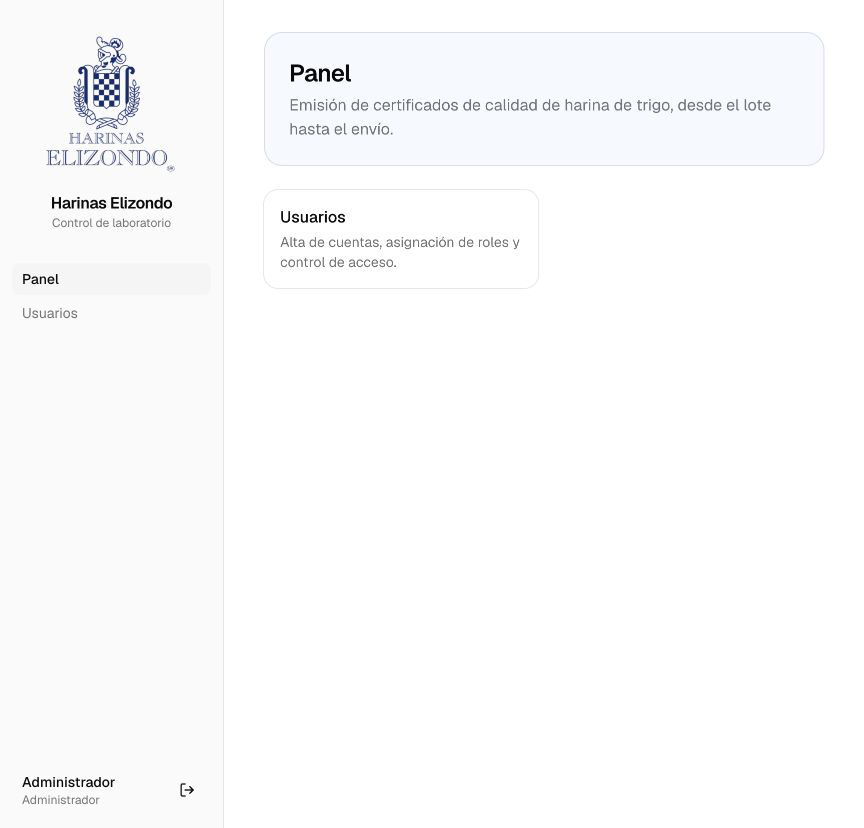 HARINAS
ELIZONDO
Harinas Elizondo
Control de laboratorio
Panel
Usuarios
Administrador
Administrador
Panel
Emisión de certificados de calidad de harina de trigo, desde el lote
hasta el envío.
Usuarios
Alta de cuentas, asignación de roles y
control de acceso.